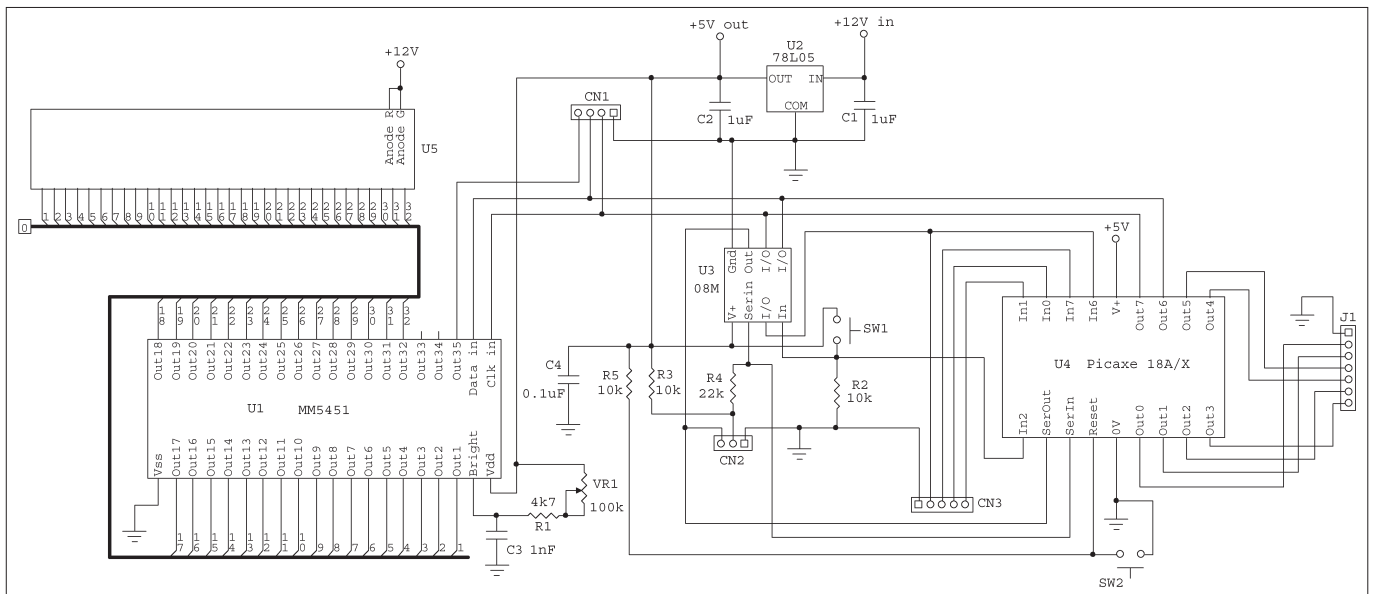 +5V out
+12V in
U2
78L05
OUT IN
COM
C2
1uF
C1
1uF
+12V
Anode R
Anode G
U5
CN1
1
2
3
4
5
6
7
8
9
10
11
12
13
14
15
16
17
18
19
20
21
22
23
24
25
26
27
28
29
30
31
32
0
18
19
20
21
22
23
24
25
26
27
28
29
30
31
32
Out18
Out19
Out20
Out21
Out22
Out23
Out24
Out25
Out26
Out27
Out28
Out29
Out30
Out31
Out32
Out33
Out34
Out35
Data in
Clk in
U1 MM5451
Vss
Out17
Out16
Out15
Out14
Out13
Out12
Out11
Out10
Out9
Out8
Out7
Out6
Out5
Out4
Out3
Out2
Out1
Bright
Vdd
17
16
15
14
13
12
11
10
9
8
7
6
5
4
3
2
1
4k7
R1
VR1
100k
C3 1nF
C4
0.1uF
R5
10k
R3
10k
R4
22k
R2
10k
U3
08M
Gnd
Out
I/O
I/O
V+
Serin
I/O
In
SW1
CN2
CN3
+5V
In1
In0
In7
In6
V+
Out7
Out6
Out5
Out4
U4 Picaxe 18A/X
In2
SerOut
SerIn
Reset
0V
Out0
Out1
Out2
Out3
J1
SW2